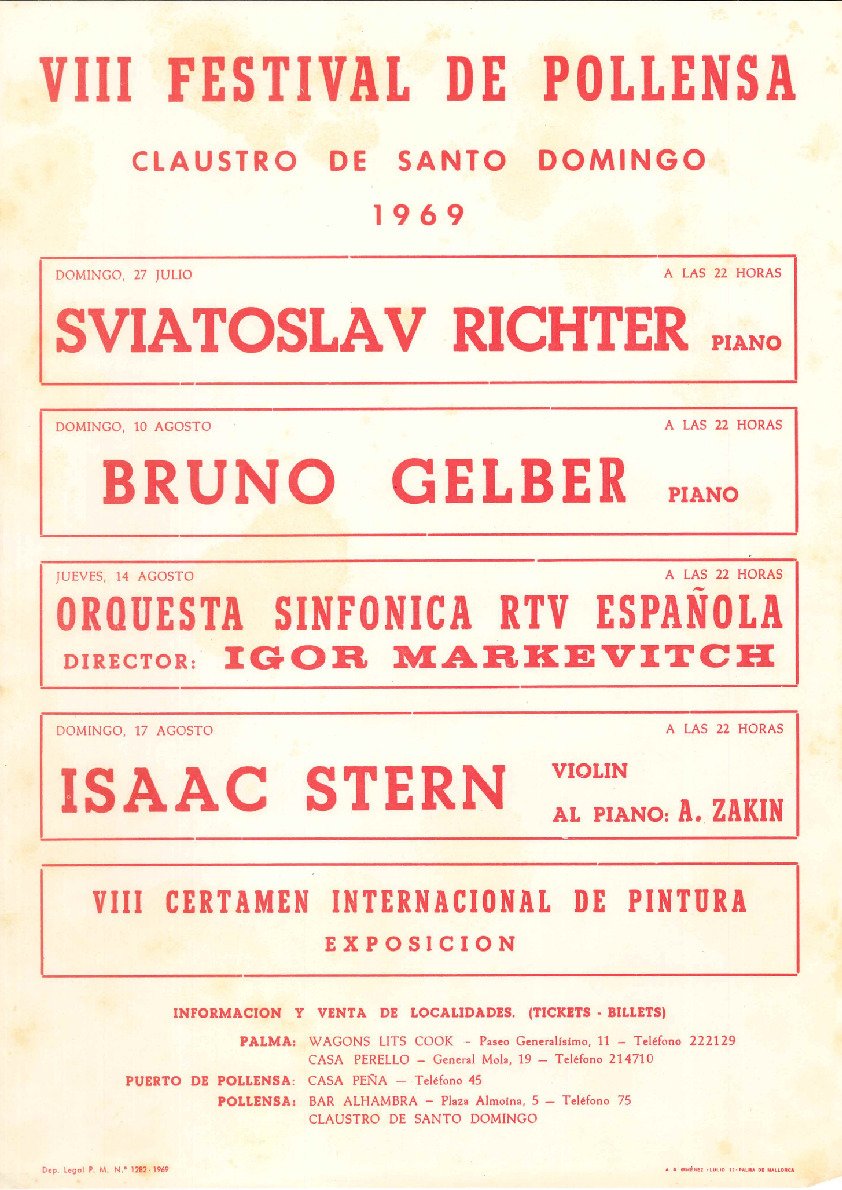 VIII FESTIVAL DE POLLENSA
CLAUSTRO DE SANTO DOMINGO
1969
DOMINGO, 27 JULIO A LAS 22 HORAS
SVIATOSLAV RICHTER PIANO
DOMINGO, 10 AGOSTO A LAS 22 HORAS
BRUNO GELBER PIANO
JUEVES, 14 AGOSTO A LAS 22 HORAS
ORQUESTA SINFONICA RTV ESPAÑOLA
DIRECTOR: IGOR MARKEVITCH
DOMINGO, 17 AGOSTO A LAS 22 HORAS
ISAAC STERN VIOLIN
AL PIANO: A. ZAKIN
VIII CERTAMEN INTERNACIONAL DE PINTURA
EXPOSICION
INFORMACION Y VENTA DE LOCALIDADES. (TICKETS - BILLETS)
PALMA: WAGONS LITS COOK - Paseo Generalísimo, 11 - Teléfono 222129
CASA PERELLO - General Mola, 19 - Teléfono 214710
PUERTO DE POLLENSA: CASA PEÑA - Teléfono 45
POLLENSA: BAR ALHAMBRA - Plaza Almoina, 5 - Teléfono 75
CLAUSTRO DE SANTO DOMINGO
Dep. Legal P. M. N.º 1282-1969
PALMA DE MALLORCA